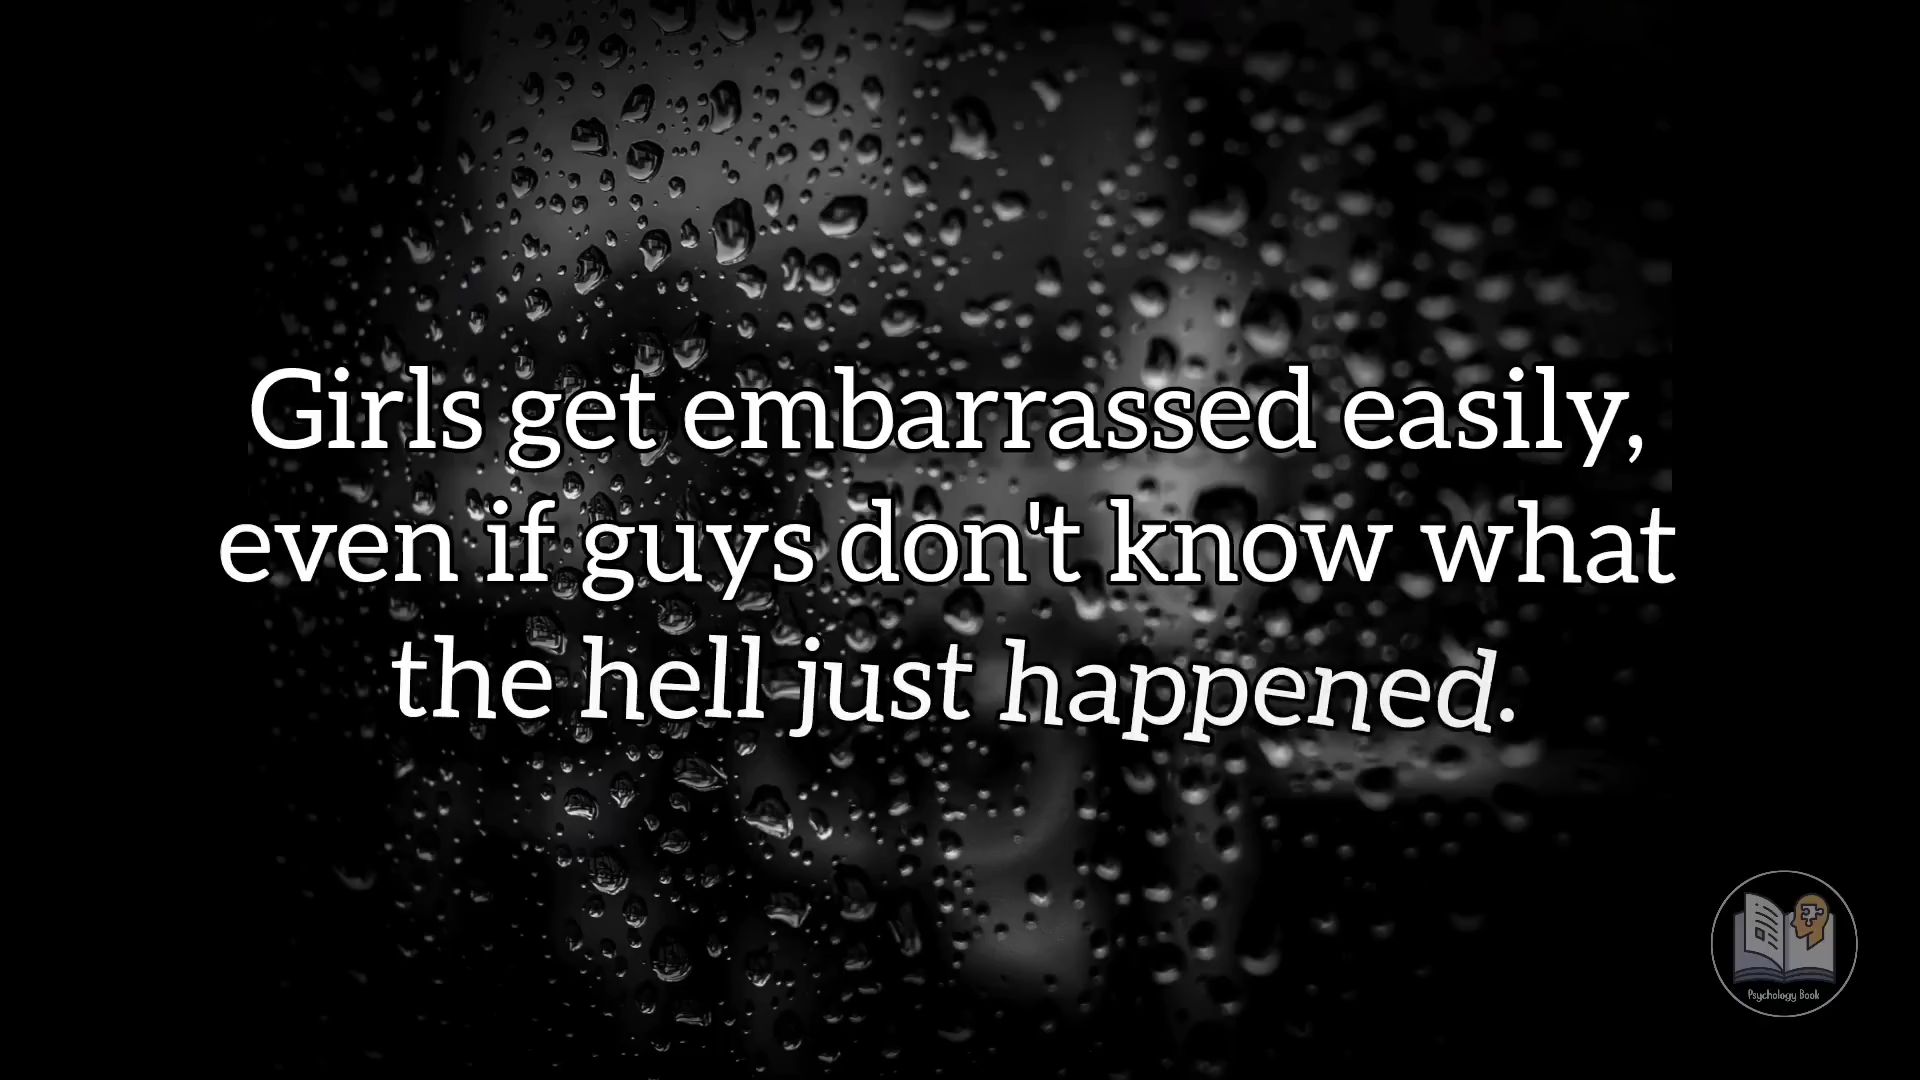 Girls get embarrassed easily,
even if guys don't know what
the hell just happened.
Psychology Book